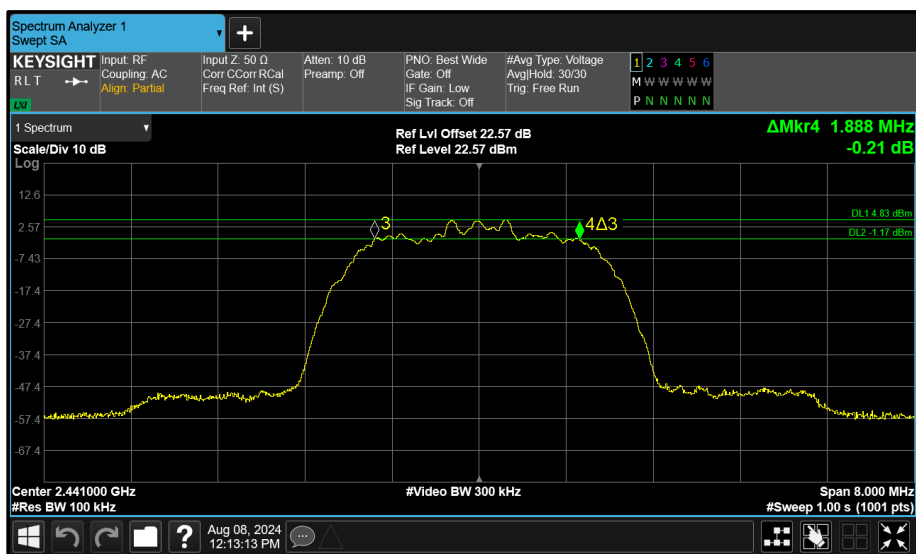 Spectrum Analyzer 1
Swept SA
+
KEYSIGHT
R L T
LXI
Input: RF
Coupling: AC
Align: Partial
Input Z: 50 Ω
Corr CCorr RCal
Freq Ref: Int (S)
Atten: 10 dB
Preamp: Off
PNO: Best Wide
Gate: Off
IF Gain: Low
Sig Track: Off
#Avg Type: Voltage
Avg|Hold: 30/30
Trig: Free Run
1 2 3 4 5 6
M W W W W W
P N N N N N
1 Spectrum
Scale/Div 10 dB
Log
Ref Lvl Offset 22.57 dB
Ref Level 22.57 dBm
ΔMkr4 1.888 MHz
-0.21 dB
12.6
2.57
-7.43
-17.4
-27.4
-37.4
-47.4
-57.4
-67.4
3
4Δ3
DL1 4.83 dBm
DL2 -1.17 dBm
Center 2.441000 GHz
#Res BW 100 kHz
#Video BW 300 kHz
Span 8.000 MHz
#Sweep 1.00 s (1001 pts)
?
Aug 08, 2024
12:13:13 PM